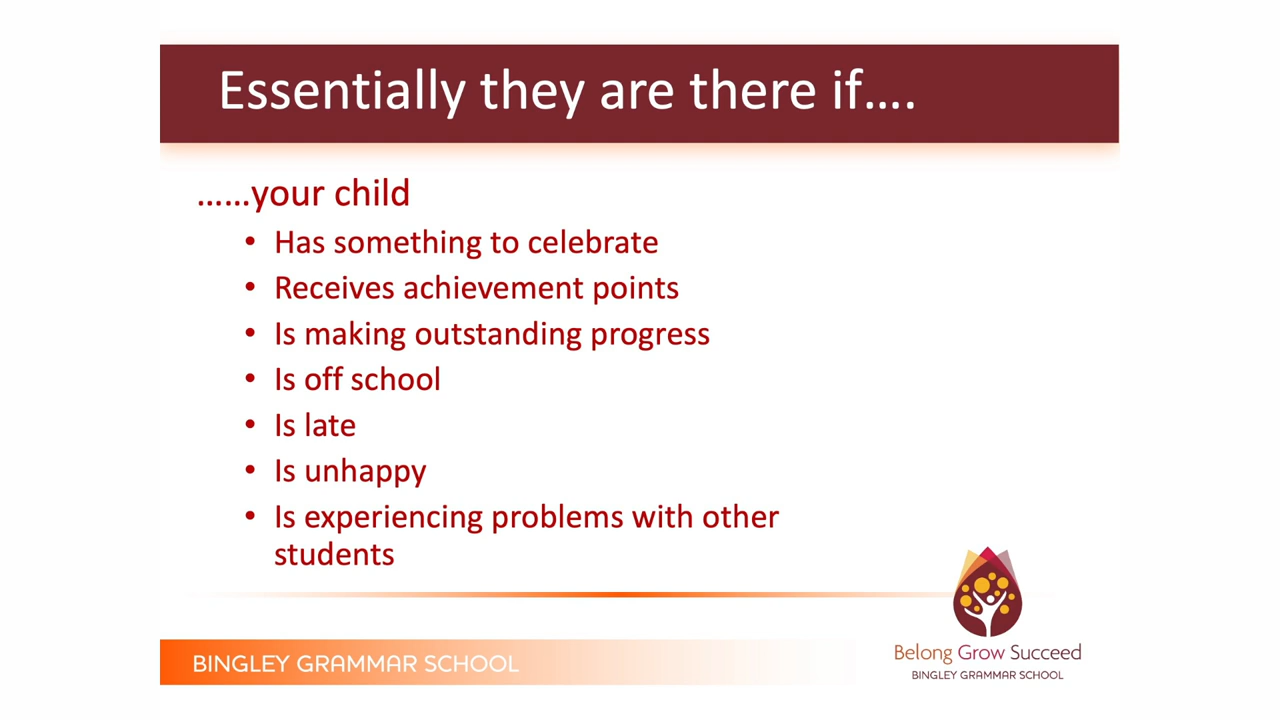 Essentially they are there if….
……your child
• Has something to celebrate
• Receives achievement points
• Is making outstanding progress
• Is off school
• Is late
• Is unhappy
• Is experiencing problems with other
students
BINGLEY GRAMMAR SCHOOL
Belong Grow Succeed
BINGLEY GRAMMAR SCHOOL